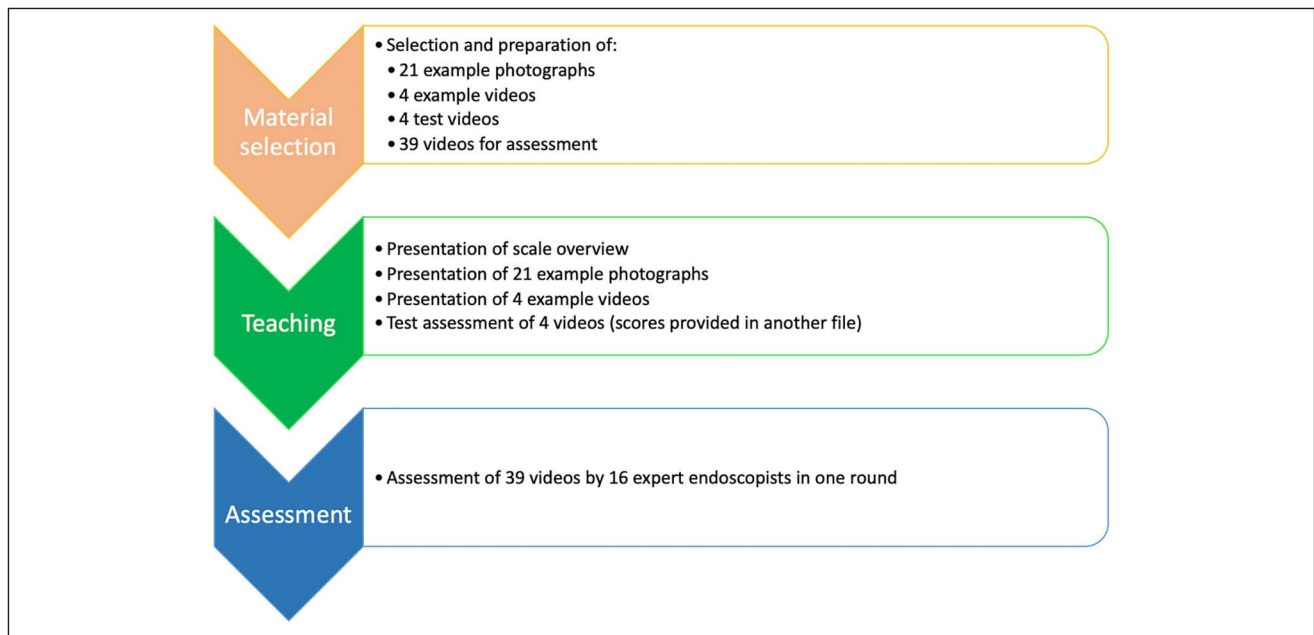 Material
selection
• Selection and preparation of:
• 21 example photographs
• 4 example videos
• 4 test videos
• 39 videos for assessment
Teaching
• Presentation of scale overview
• Presentation of 21 example photographs
• Presentation of 4 example videos
• Test assessment of 4 videos (scores provided in another file)
Assessment
• Assessment of 39 videos by 16 expert endoscopists in one round